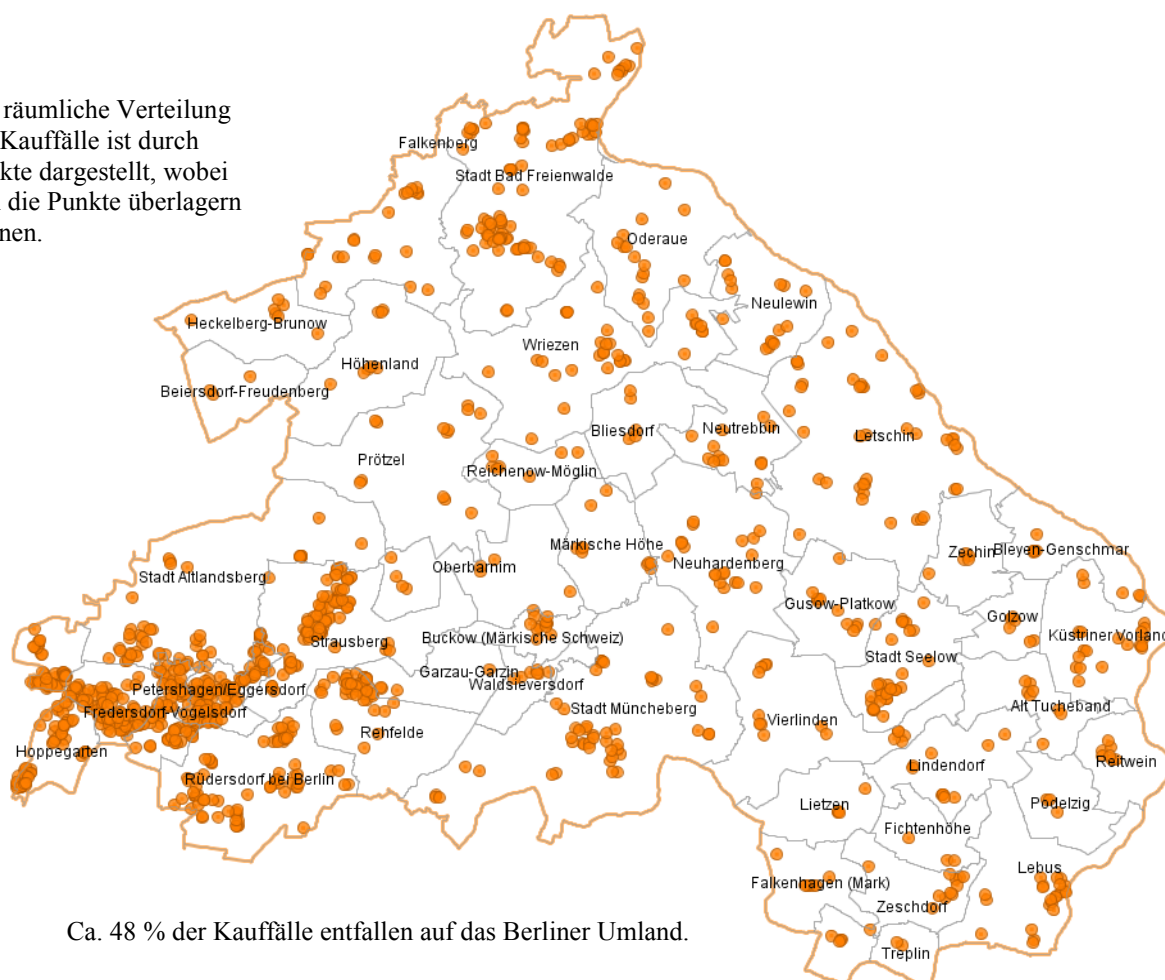 räumliche Verteilung
Kauffälle ist durch
kte dargestellt, wobei
die Punkte überlagern
nen.
Falkenberg
Stadt Bad Freienwalde
Oderaue
Neulewin
Heckelberg-Brunow
Wriezen
Höhenland
Beiersdorf-Freudenberg
Bliesdorf
Neutrebbin
Letschin
Prötzel
Reichenow-Möglin
Märkische Höhe
Zechin
Bleyen-Genschmar
Oberbarnim
Neuhardenberg
Stadt Altlandsberg
Gusow-Platkow
Golzow
Strausberg
Buckow (Märkische Schweiz)
Küstriner Vorland
Stadt Seelow
Garzau-Garzin
Waldsieversdorf
Petershagen/Eggersdorf
Alt Tucheband
Fredersdorf-Vogelsdorf
Stadt Müncheberg
Vierlinden
Rehfelde
Hoppegarten
Reitwein
Lindendorf
Rüdersdorf bei Berlin
Lietzen
Podelzig
Fichtenhöhe
Lebus
Falkenhagen (Mark)
Zeschdorf
Ca. 48 % der Kauffälle entfallen auf das Berliner Umland.
Treplin